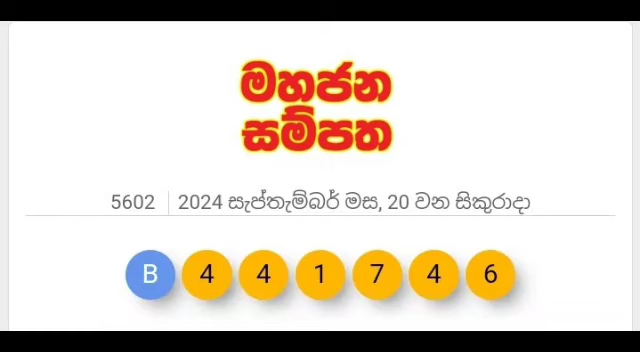 මහජන
සම්පත
5602 2024 සැප්තැම්බර් මස, 20 වන සිකුරාදා
B 4 4 1 7 4 6